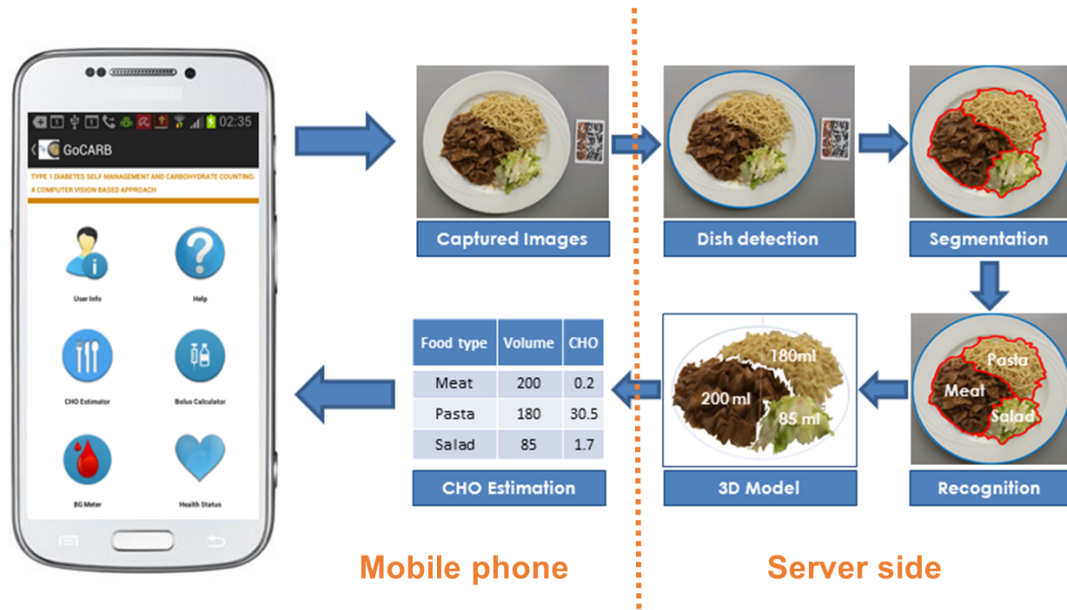 02:35
GoCARB
TYPE 1 DIABETES SELF MANAGEMENT AND CARBOHYDRATE COUNTING:
A COMPUTER VISION BASED APPROACH
User Info
Help
CHO Estimator
Bolus Calculator
BG Meter
Health Status
Captured Images
Dish detection
Segmentation
Pasta
Meat
Salad
Recognition
180ml
200 ml
85 ml
3D Model
Food type Volume CHO
Meat 200 0.2
Pasta 180 30.5
Salad 85 1.7
CHO Estimation
Mobile phone
Server side